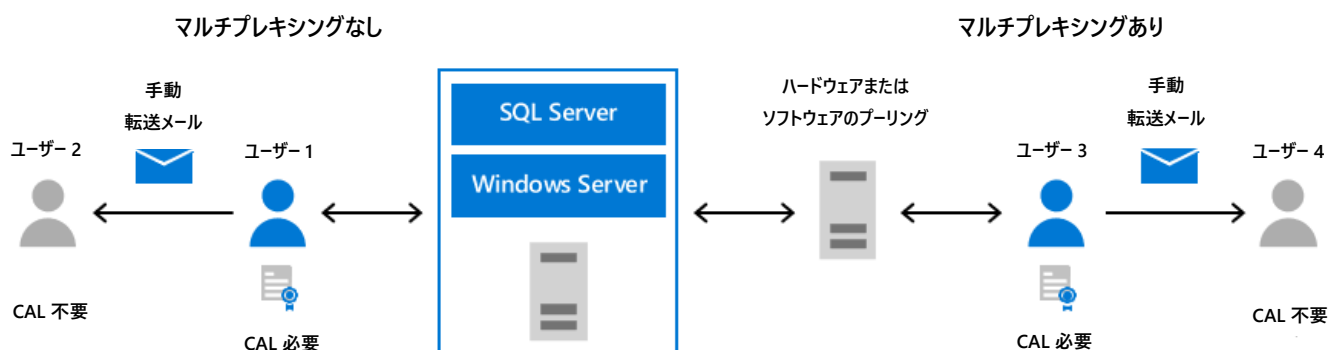 マルチプレキシングなし
マルチプレキシングあり
手動
転送メール
ユーザー 2
ユーザー 1
SQL Server
Windows Server
ハードウェアまたは
ソフトウェアのプーリング
手動
転送メール
ユーザー 3
ユーザー 4
CAL 不要
CAL 必要
CAL 必要
CAL 不要